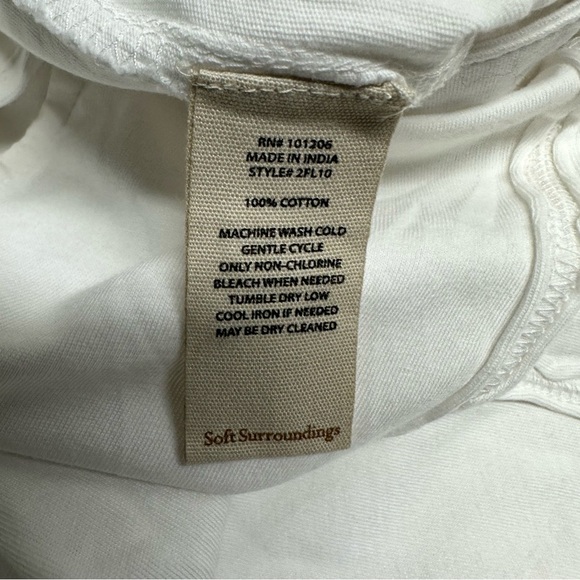 RN# 101206
MADE IN INDIA
STYLE# 2FL10
100% COTTON
MACHINE WASH COLD
GENTLE CYCLE
ONLY NON-CHLORINE
BLEACH WHEN NEEDED
TUMBLE DRY LOW
COOL IRON IF NEEDED
MAY BE DRY CLEANED
Soft Surroundings